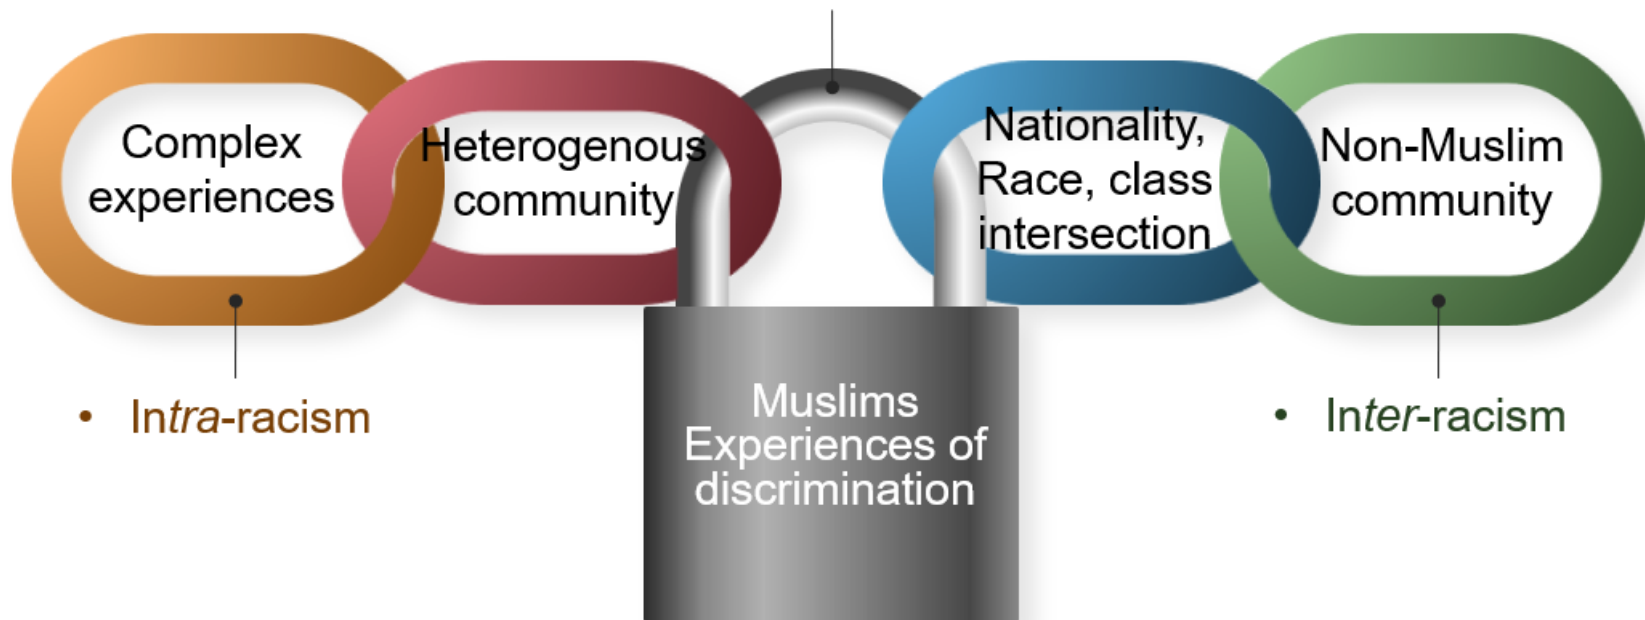 Complex
experiences
Heterogenous
community
Nationality,
Race, class
intersection
Non-Muslim
community
• Intra-racism
Muslims
Experiences of
discrimination
• Inter-racism